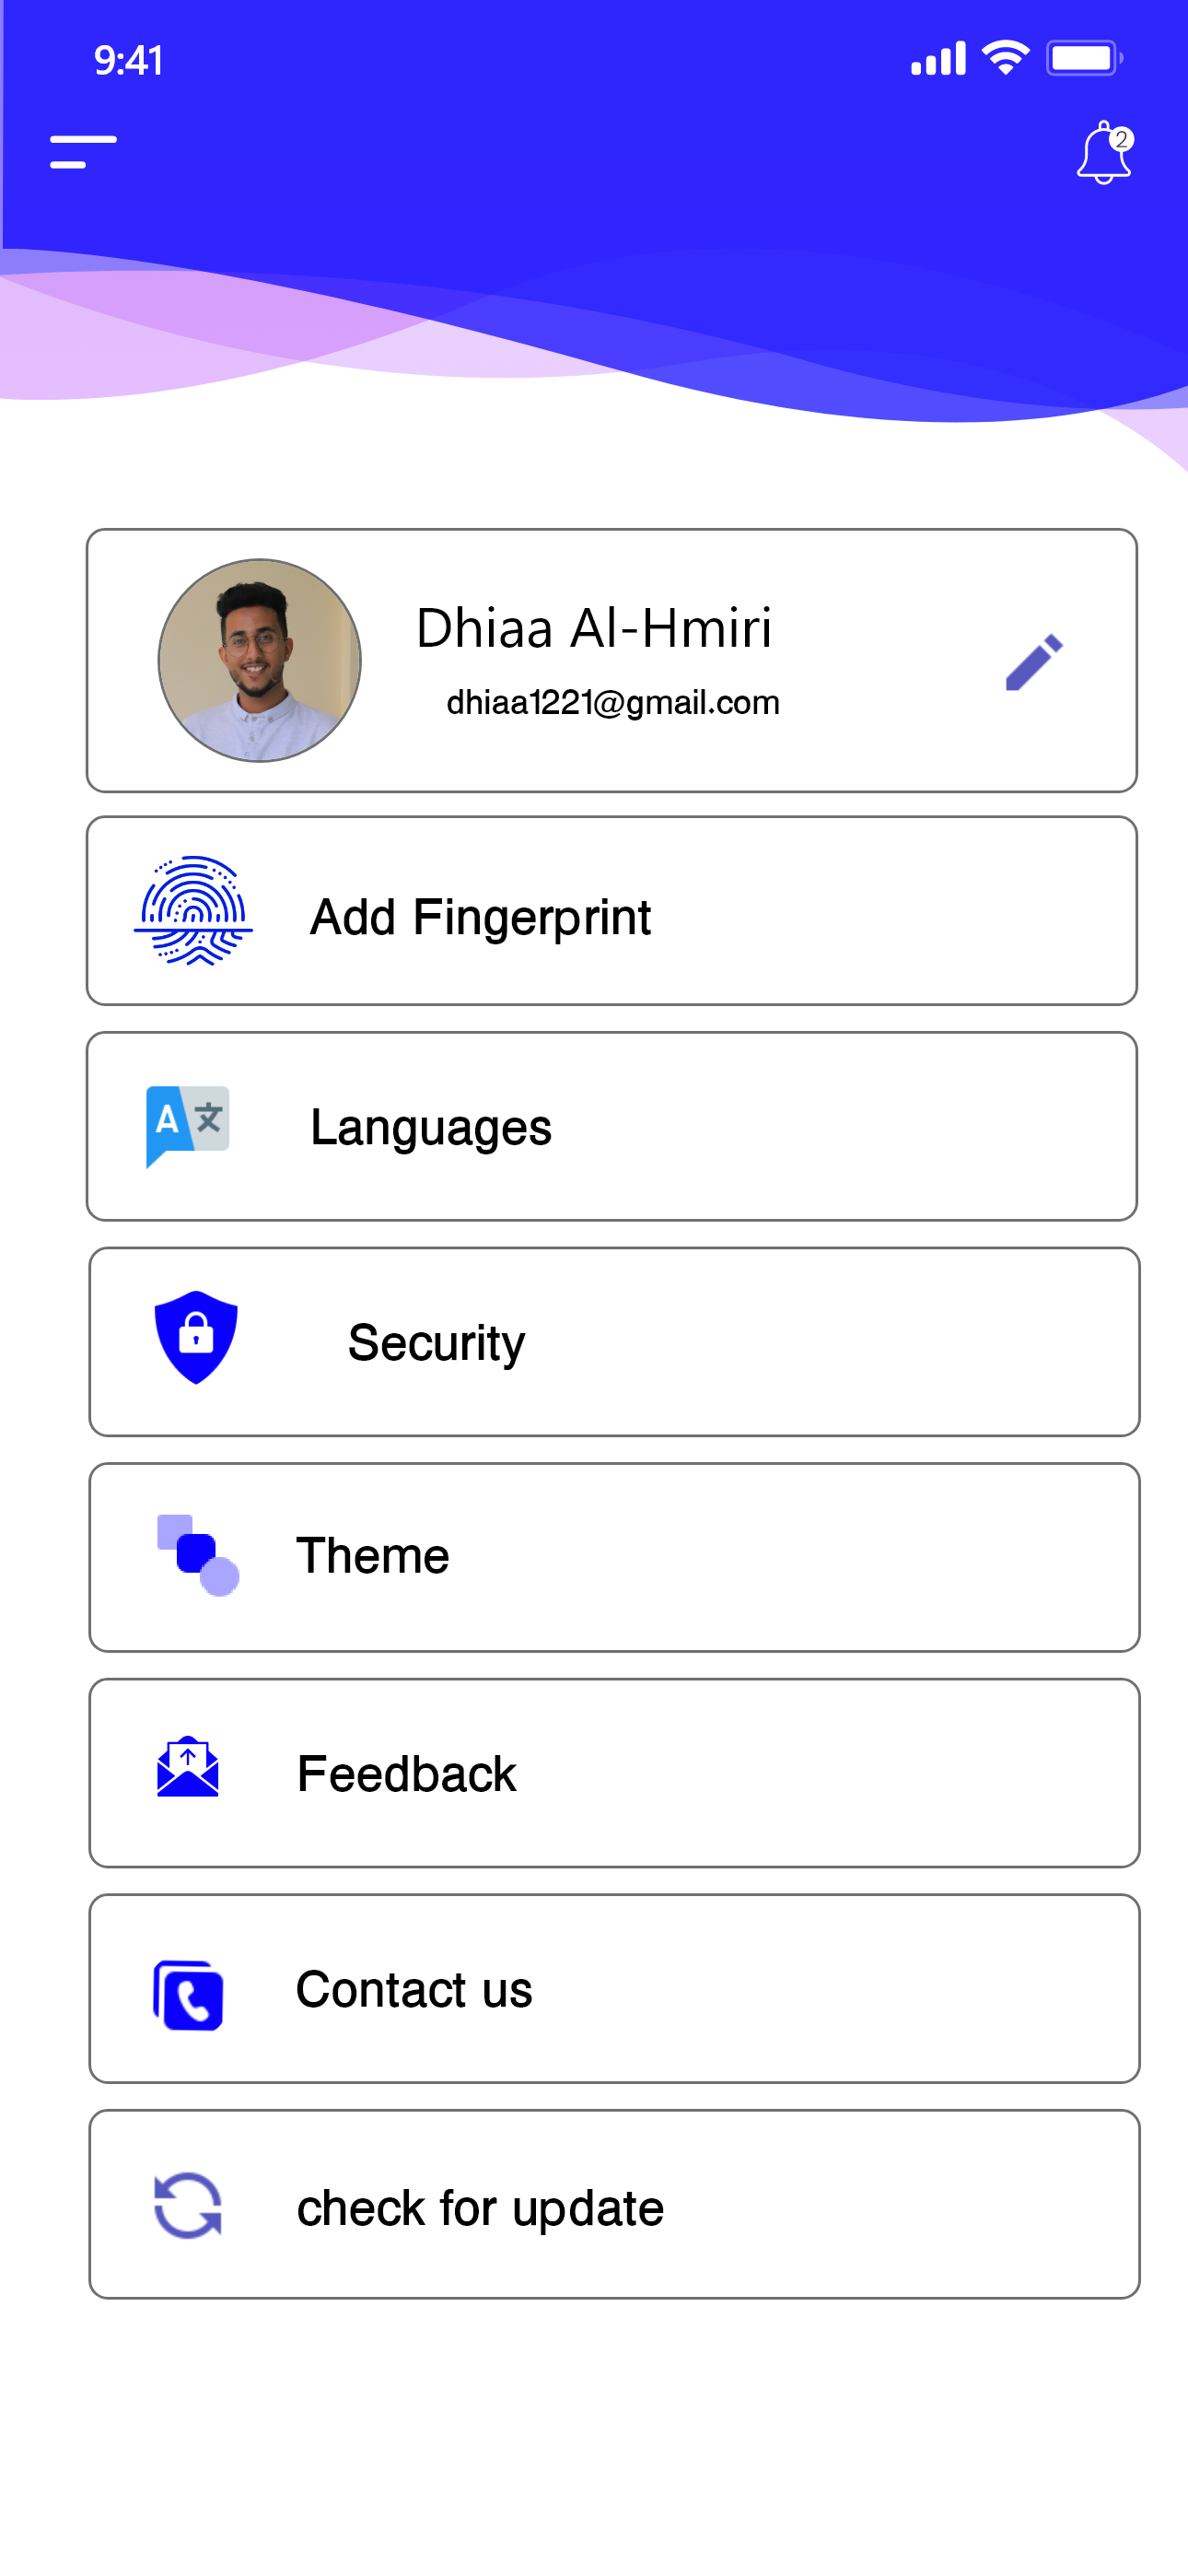 9:41
2
Dhiaa Al-Hmiri
dhiaa1221@gmail.com
Add Fingerprint
A 文
Languages
Security
Theme
Feedback
Contact us
check for update